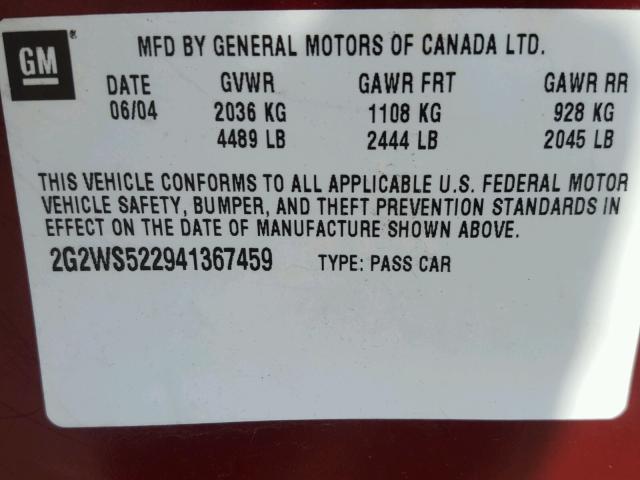 GM®
MFD BY GENERAL MOTORS OF CANADA LTD.
DATE GVWR GAWR FRT GAWR RR
06/04 2036 KG 1108 KG 928 KG
4489 LB 2444 LB 2045 LB
THIS VEHICLE CONFORMS TO ALL APPLICABLE U.S. FEDERAL MOTOR
VEHICLE SAFETY, BUMPER, AND THEFT PREVENTION STANDARDS IN
EFFECT ON THE DATE OF MANUFACTURE SHOWN ABOVE.
2G2WS522941367459 TYPE: PASS CAR